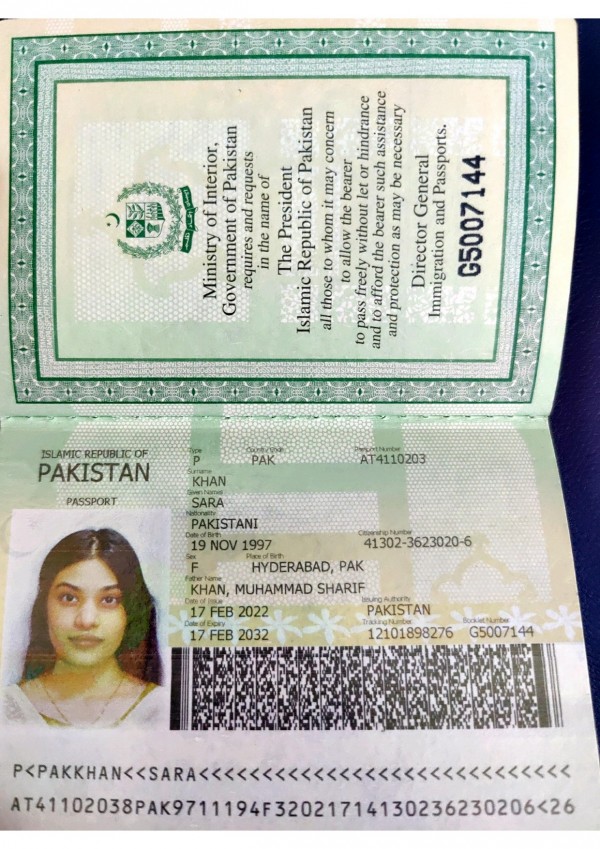 Ministry of Interior,
Government of Pakistan
requires and requests
in the name of
The President
Islamic Republic of Pakistan
all those to whom it may concern
to allow the bearer
to pass freely without let or hindrance
and to afford the bearer such assistance
and protection as may be necessary
Director General
Immigration and Passports.
G5007144
ISLAMIC REPUBLIC OF
PAKISTAN
PASSPORT
Type Country Code Passport Number
P PAK AT4110203
Surname
KHAN
Given Names
SARA
Nationality
PAKISTANI
Date of Birth Citizenship Number
19 NOV 1997 41302-3623020-6
Sex Place of Birth
F HYDERABAD, PAK
Father Name
KHAN, MUHAMMAD SHARIF
Date of Issue Issuing Authority
17 FEB 2022 PAKISTAN
Date of Expiry Tracking Number Booklet Number
17 FEB 2032 12101898276 G5007144
P<PAKKHAN<<SARA<<<<<<<<<<<<<<<<<<<<<<<<<<<<<
AT41102038PAK9711194F32021714130236230206<26